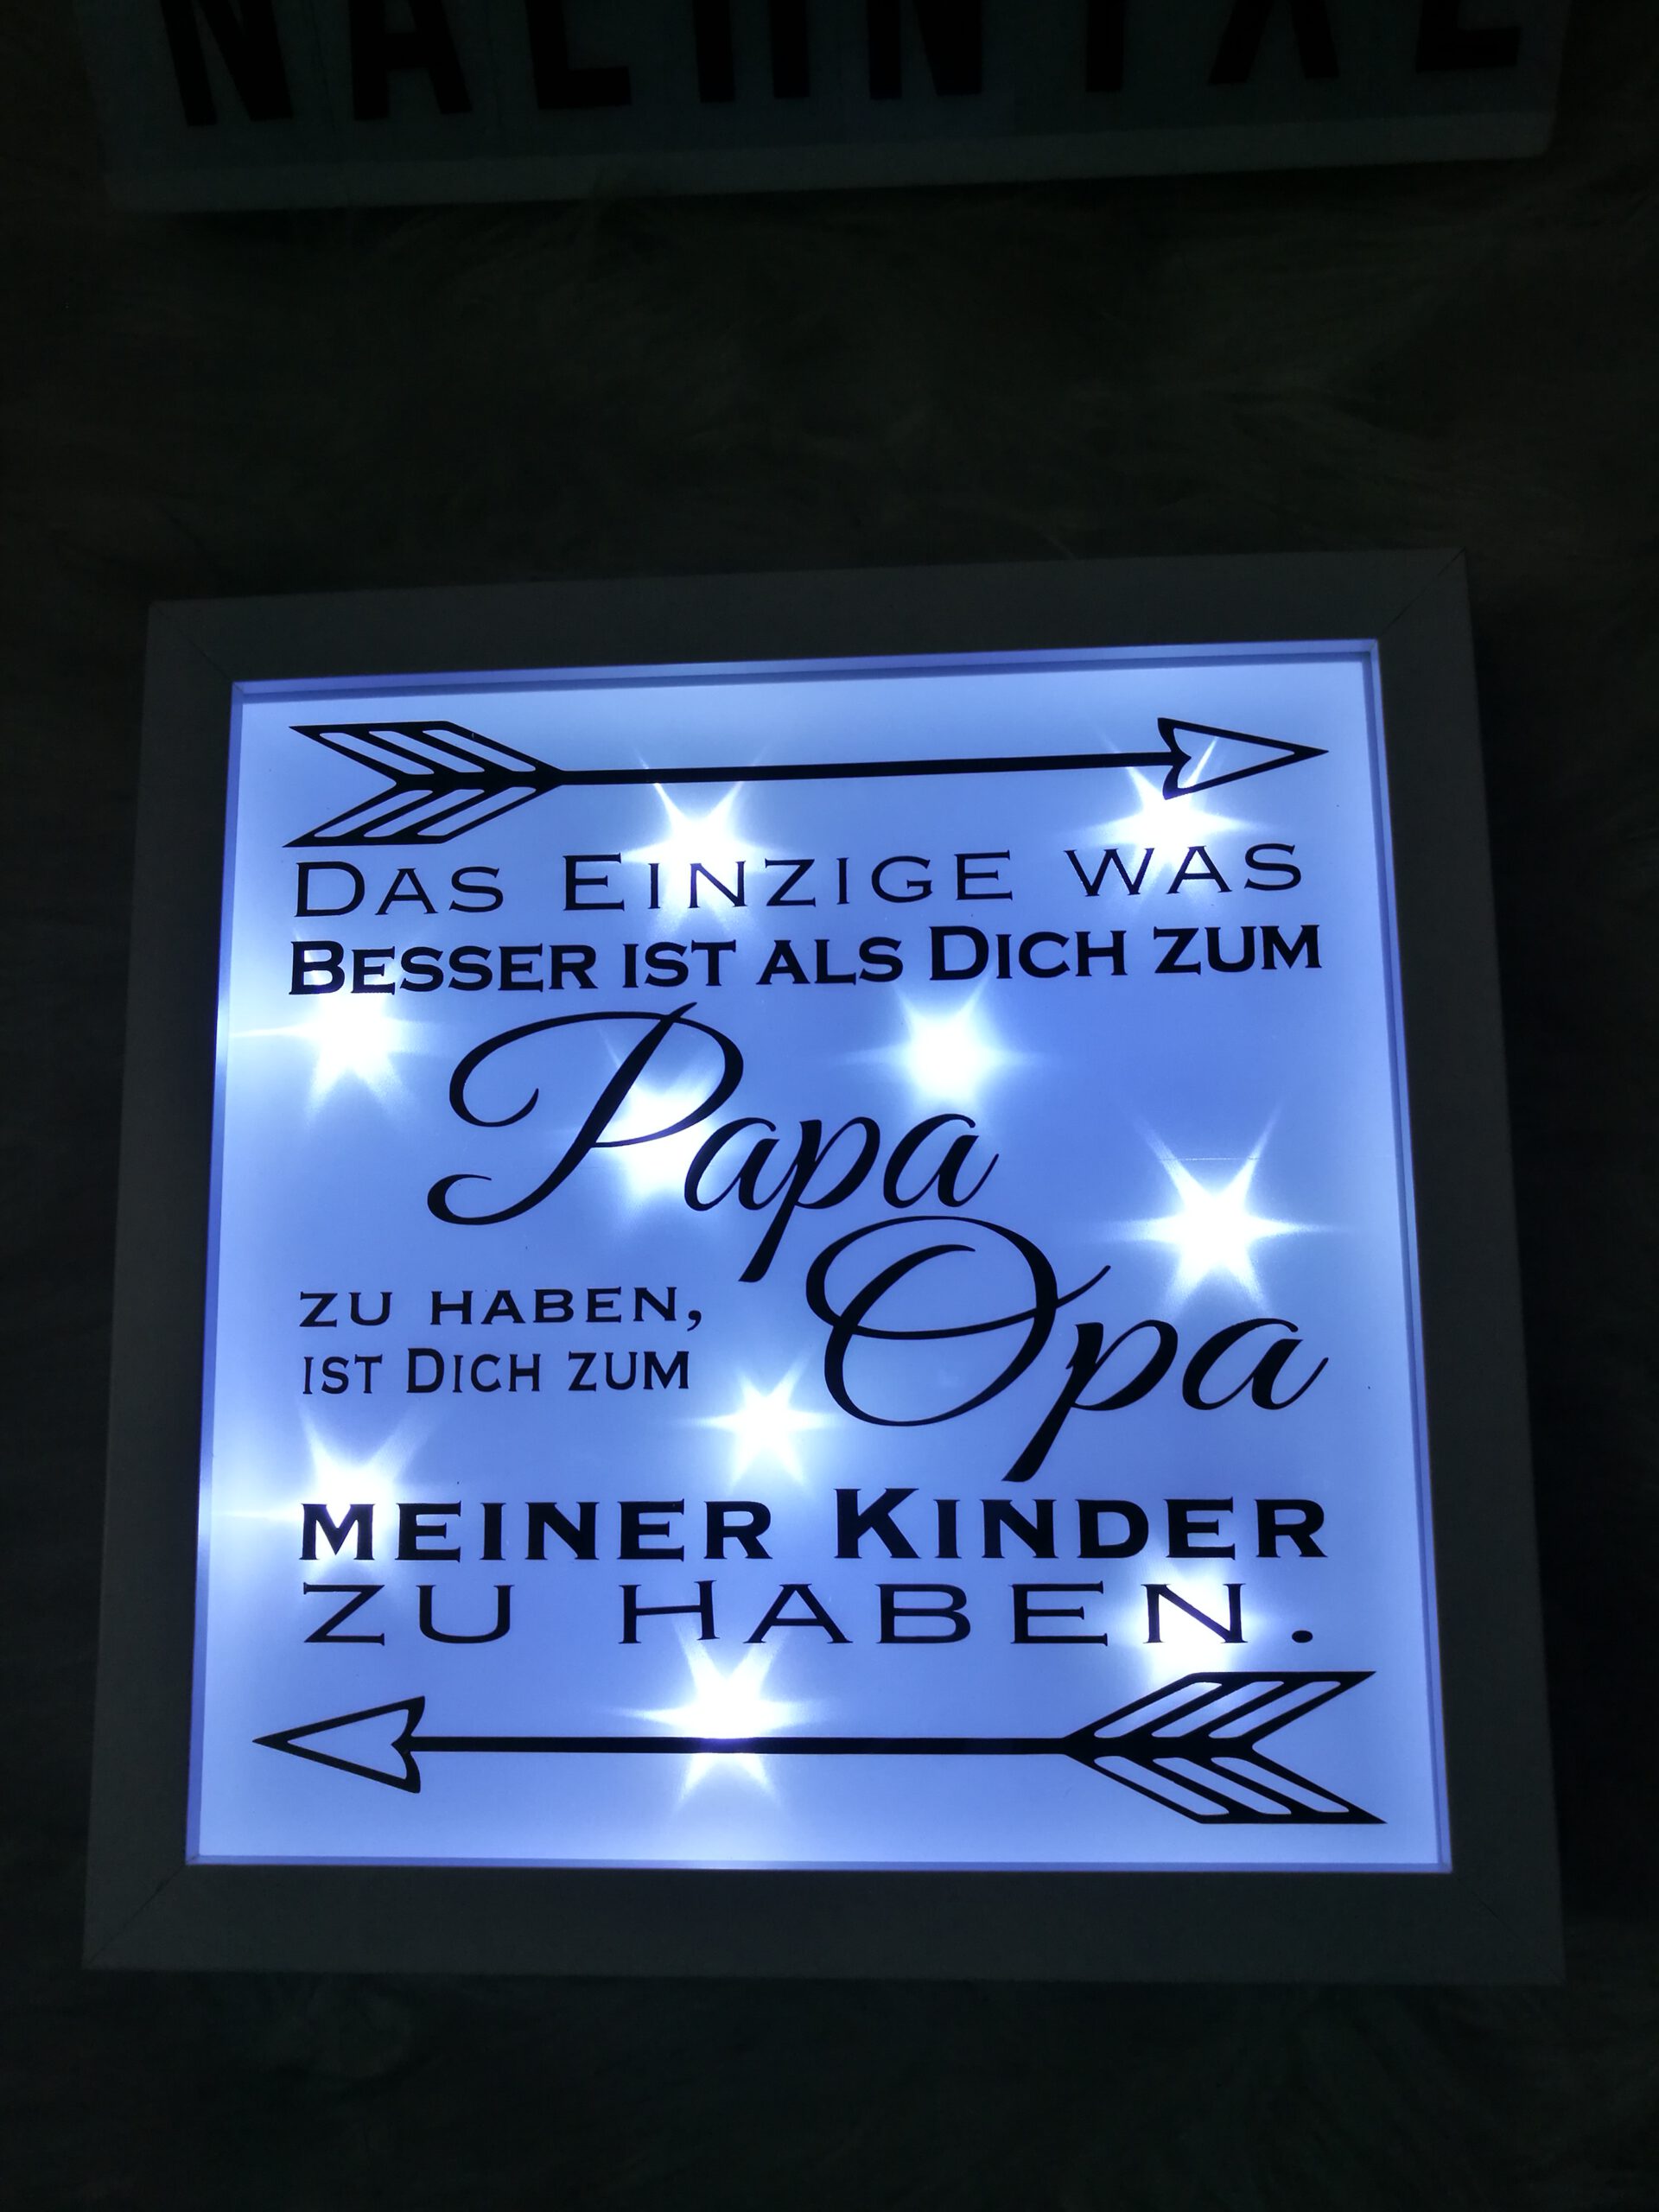 NAEHNIXE
DAS EINZIGE WAS
BESSER IST ALS DICH ZUM
Papa
Opa
ZU HABEN,
IST DICH ZUM
MEINER KINDER
ZU HABEN.